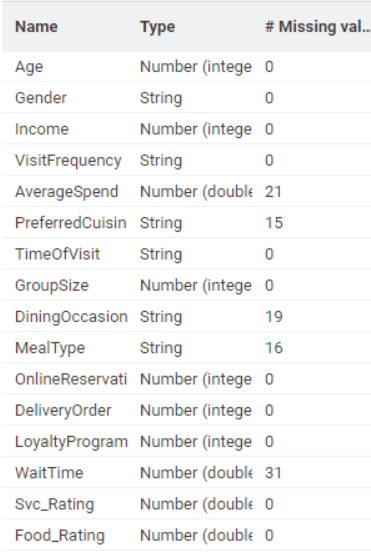 Name Type # Missing val...
Age Number (intege 0
Gender String 0
Income Number (intege 0
VisitFrequency String 0
AverageSpend Number (double 21
PreferredCuisin String 15
TimeOfVisit String 0
GroupSize Number (intege 0
DiningOccasion String 19
MealType String 16
OnlineReservati Number (intege 0
DeliveryOrder Number (intege 0
LoyaltyProgram Number (intege 0
WaitTime Number (double 31
Svc_Rating Number (double 0
Food_Rating Number (double 0